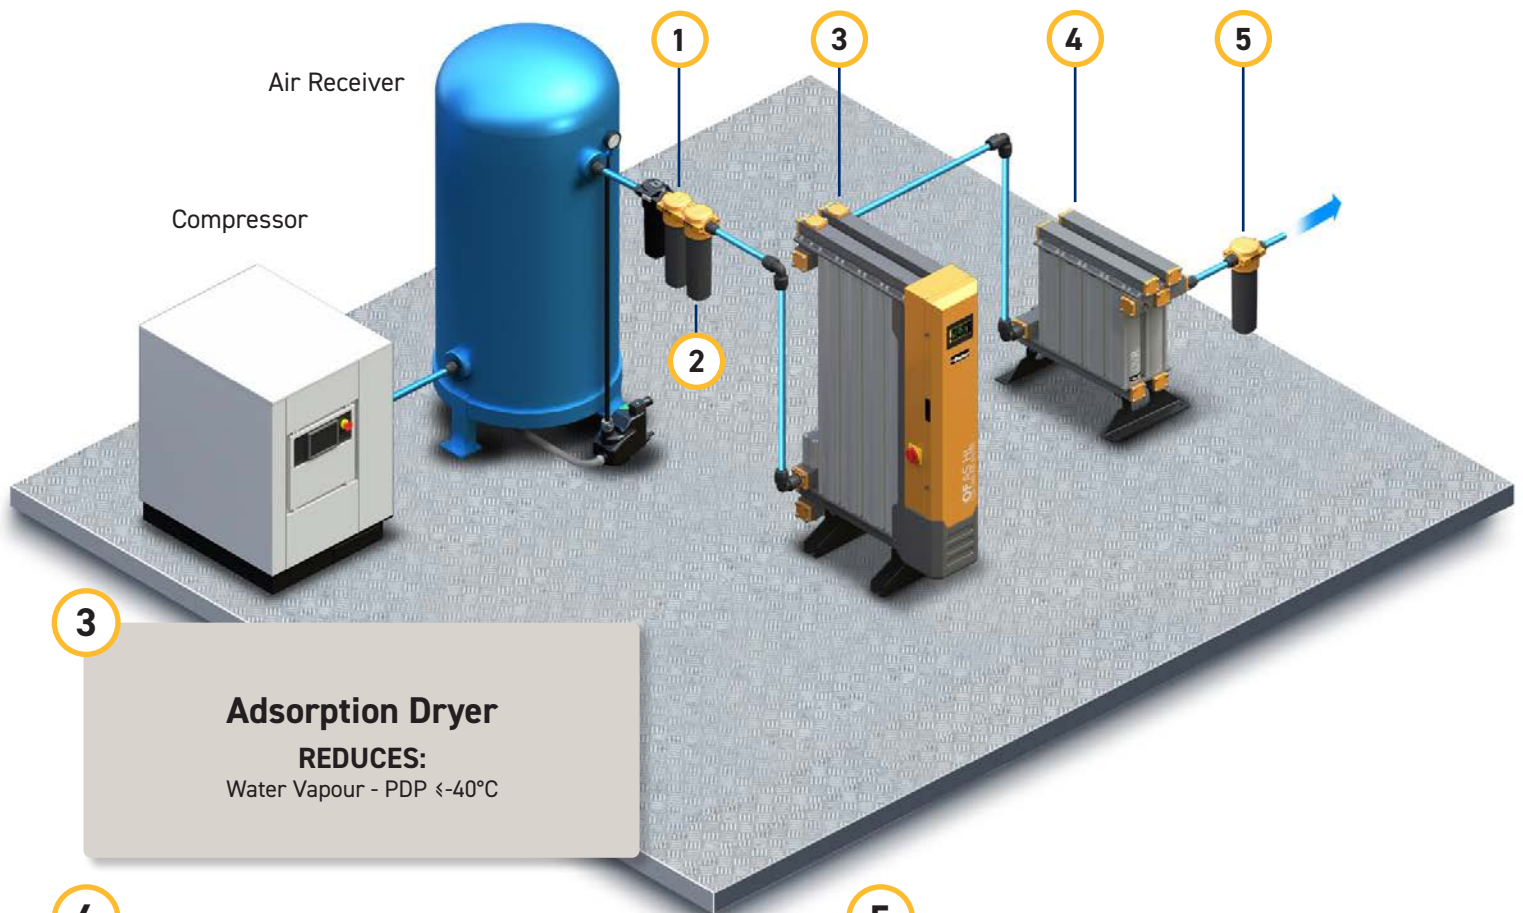 1
3
4
5
Air Receiver
Compressor
2
3
Adsorption Dryer
REDUCES:
Water Vapour - PDP ≤-40°C